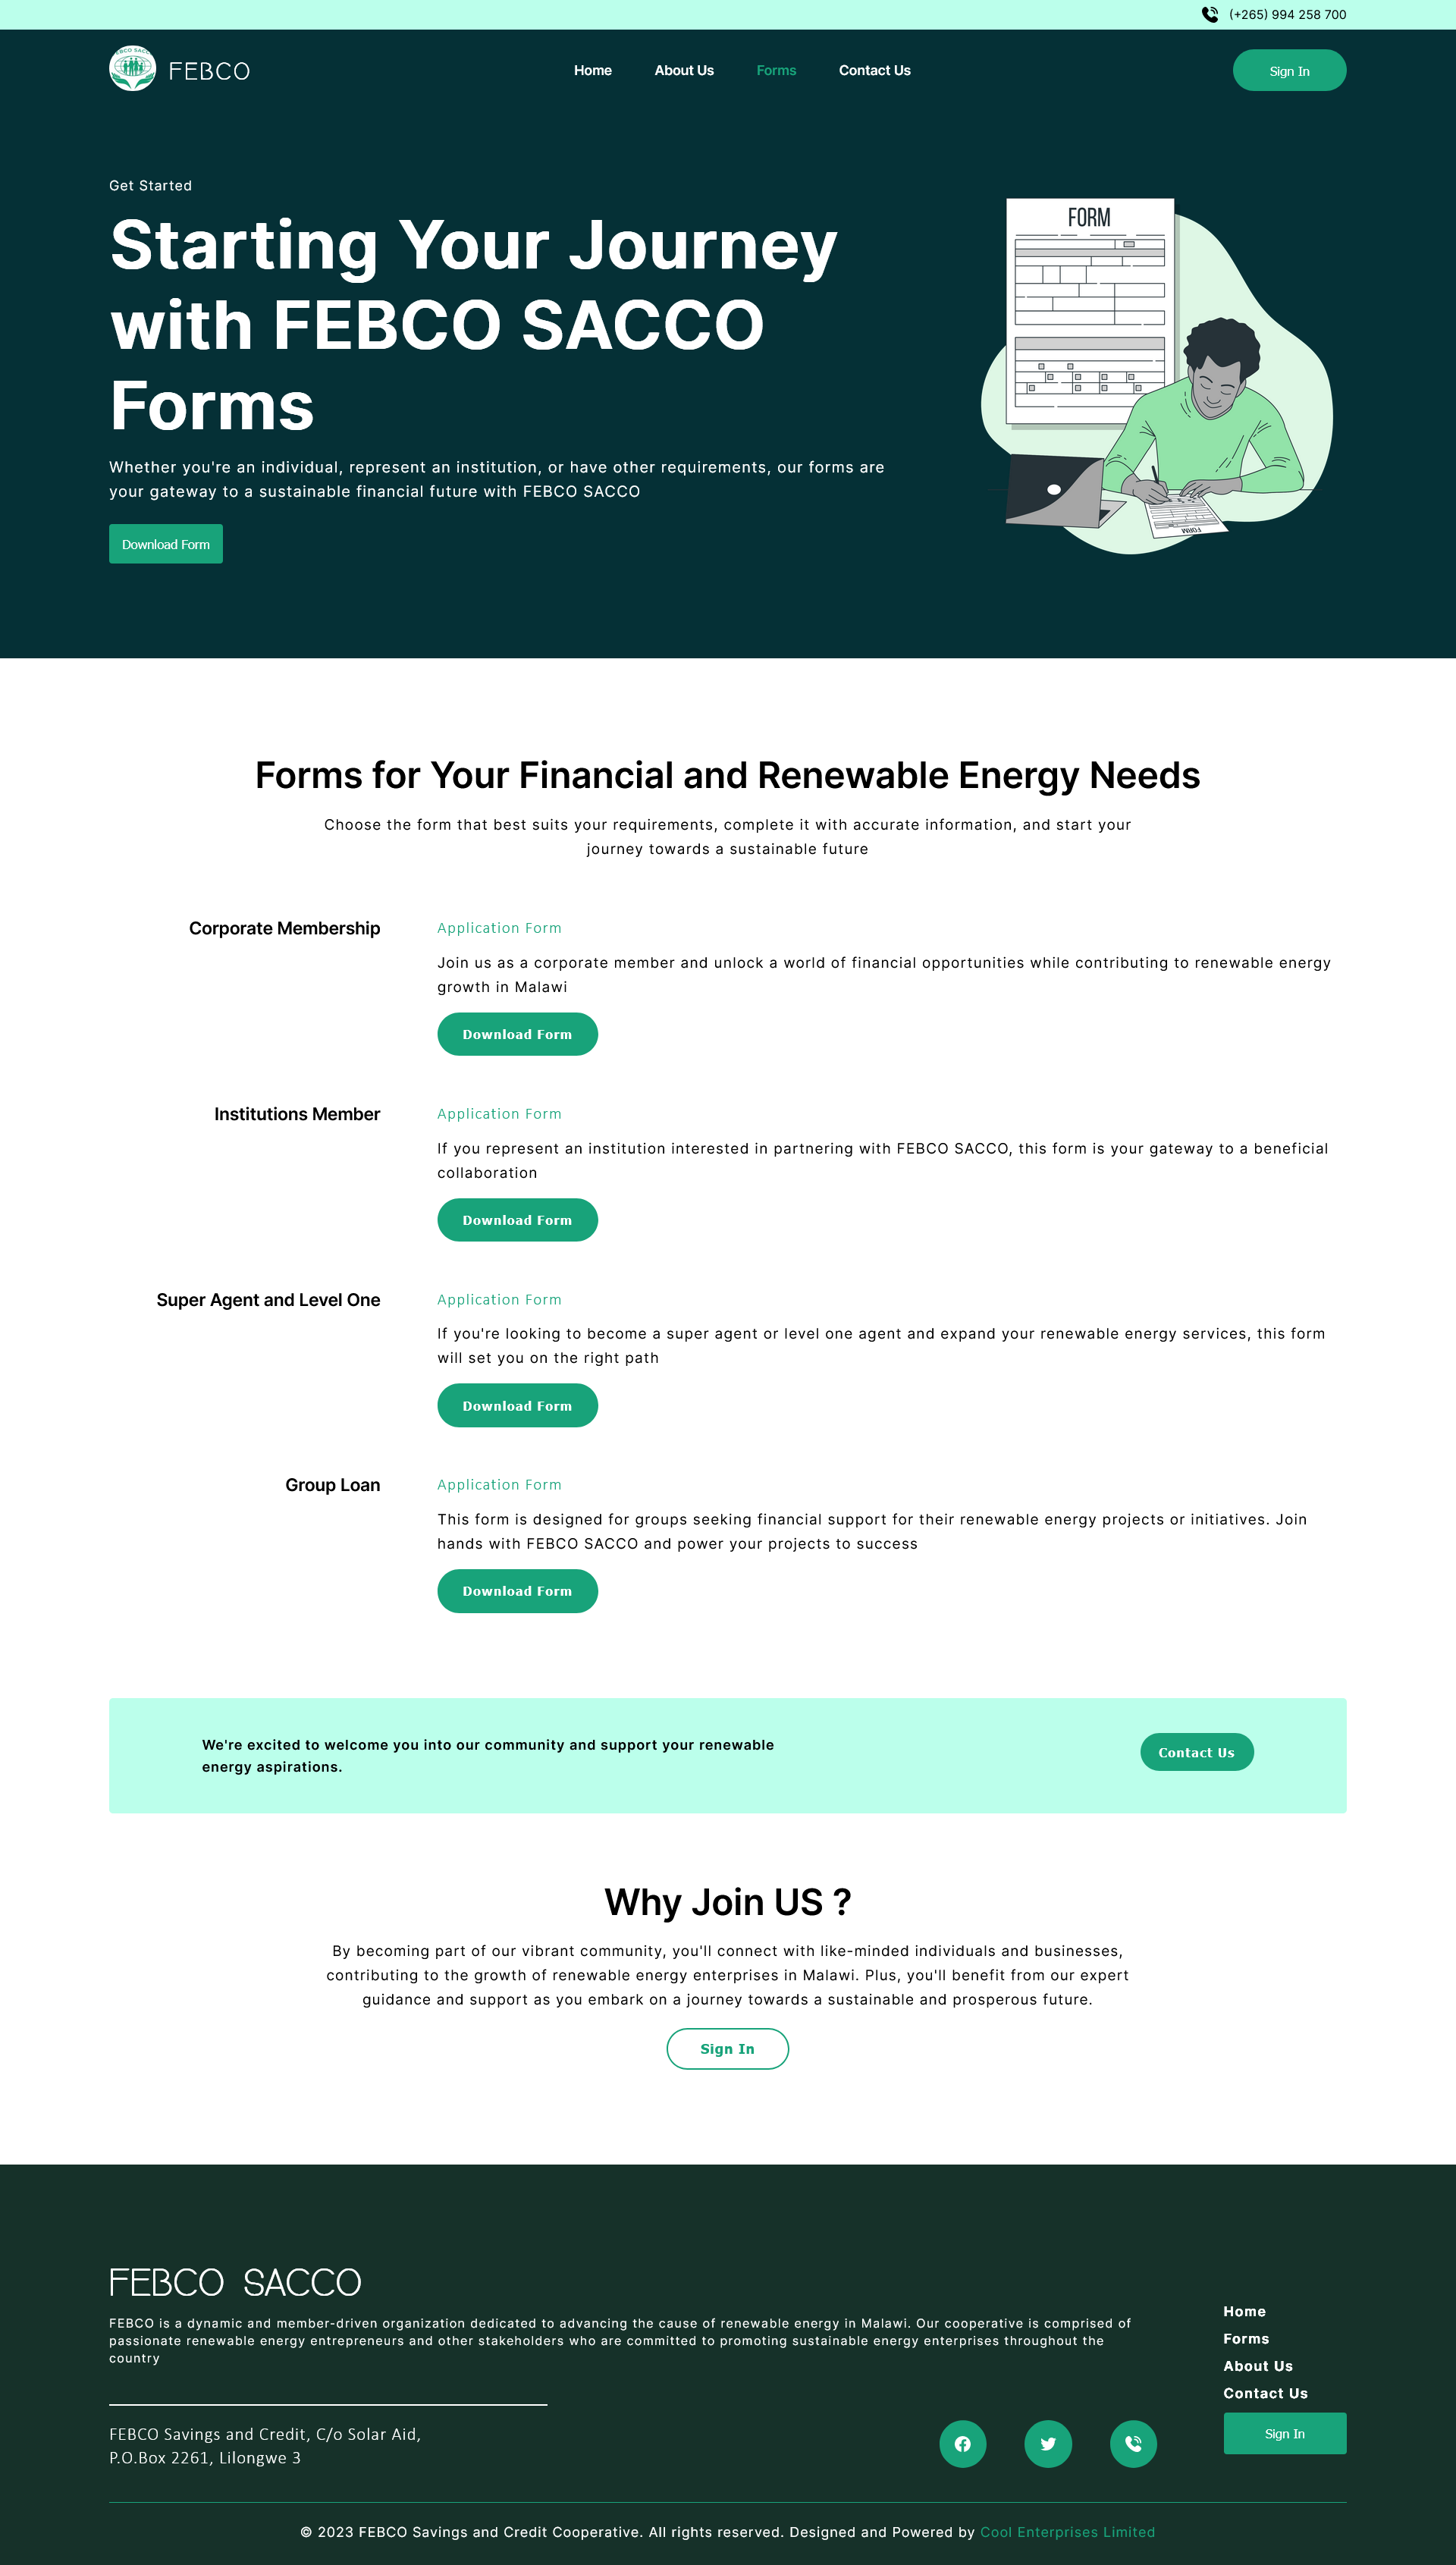 (+265) 994 258 700
FEBCO
Home
About Us
Forms
Contact Us
Sign In
Get Started
Starting Your Journey
with FEBCO SACCO
Forms
Whether you're an individual, represent an institution, or have other requirements, our forms are
your gateway to a sustainable financial future with FEBCO SACCO
Download Form
FORM
FORM
Forms for Your Financial and Renewable Energy Needs
Choose the form that best suits your requirements, complete it with accurate information, and start your
journey towards a sustainable future
Corporate Membership
Application Form
Join us as a corporate member and unlock a world of financial opportunities while contributing to renewable energy
growth in Malawi
Download Form
Institutions Member
Application Form
If you represent an institution interested in partnering with FEBCO SACCO, this form is your gateway to a beneficial
collaboration
Download Form
Super Agent and Level One
Application Form
If you're looking to become a super agent or level one agent and expand your renewable energy services, this form
will set you on the right path
Download Form
Group Loan
Application Form
This form is designed for groups seeking financial support for their renewable energy projects or initiatives. Join
hands with FEBCO SACCO and power your projects to success
Download Form
We're excited to welcome you into our community and support your renewable
energy aspirations.
Contact Us
Why Join US ?
By becoming part of our vibrant community, you'll connect with like-minded individuals and businesses,
contributing to the growth of renewable energy enterprises in Malawi. Plus, you'll benefit from our expert
guidance and support as you embark on a journey towards a sustainable and prosperous future.
Sign In
FEBCO SACCO
FEBCO is a dynamic and member-driven organization dedicated to advancing the cause of renewable energy in Malawi. Our cooperative is comprised of
passionate renewable energy entrepreneurs and other stakeholders who are committed to promoting sustainable energy enterprises throughout the
country
FEBCO Savings and Credit, C/o Solar Aid,
P.O.Box 2261, Lilongwe 3
Home
Forms
About Us
Contact Us
Sign In
© 2023 FEBCO Savings and Credit Cooperative. All rights reserved. Designed and Powered by Cool Enterprises Limited